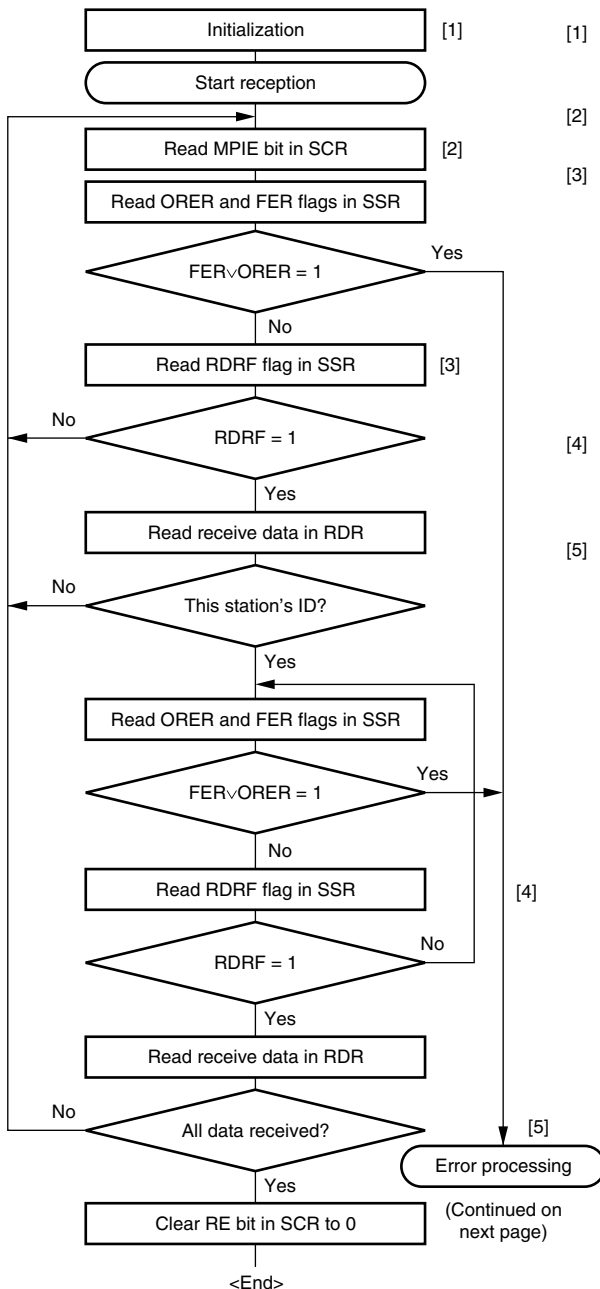 Initialization [1] [1]
Start reception
[2]
Read MPIE bit in SCR [2]
[3]
Read ORER and FER flags in SSR
Yes
FER∨ORER = 1
No
Read RDRF flag in SSR [3]
No
RDRF = 1 [4]
Yes
Read receive data in RDR
[5]
No
This station's ID?
Yes
Read ORER and FER flags in SSR
Yes
FER∨ORER = 1
No
Read RDRF flag in SSR [4]
No
RDRF = 1
Yes
Read receive data in RDR
No
All data received? [5]
Error processing
Yes
(Continued on
next page)
Clear RE bit in SCR to 0
<End>